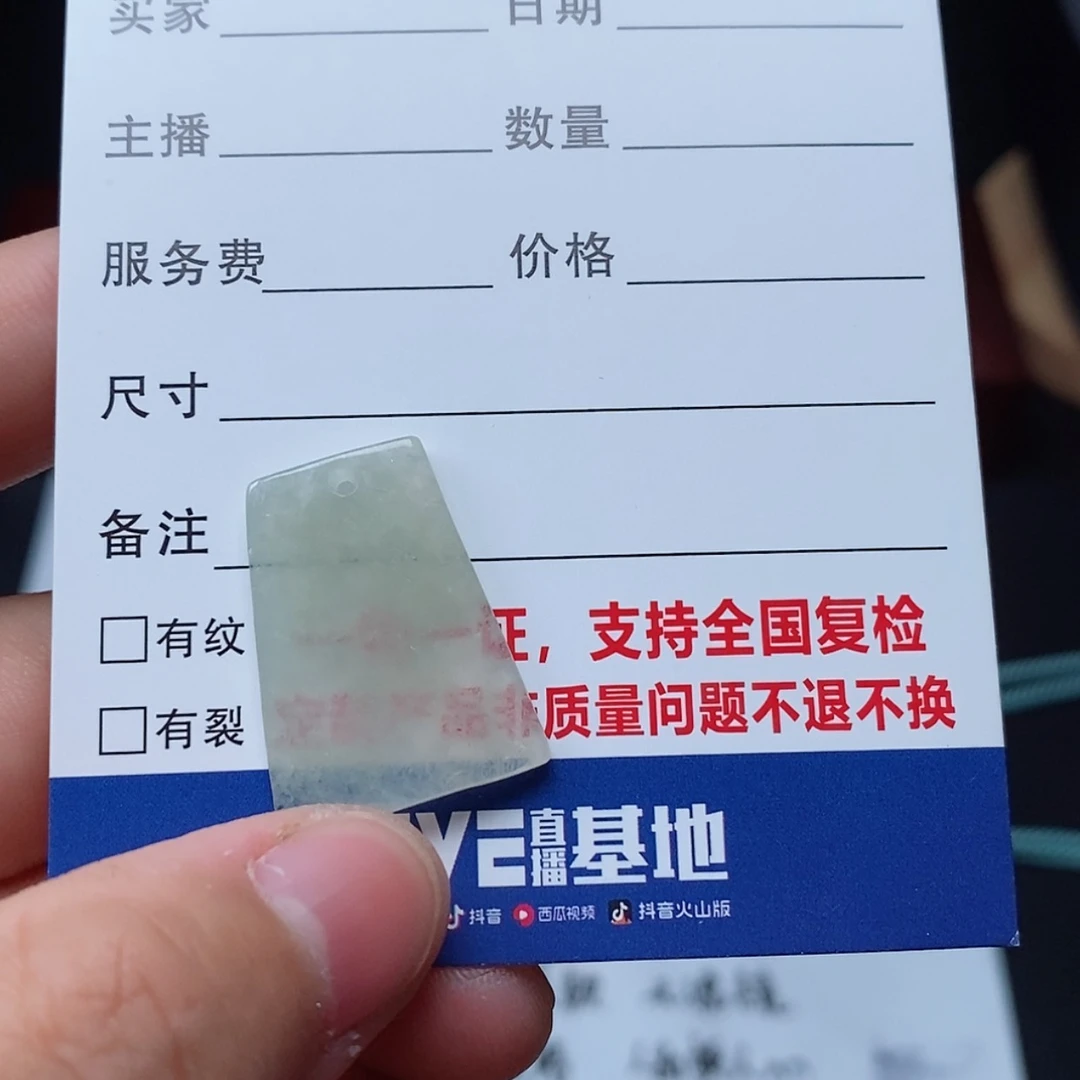 买家 日期
主播 数量
服务费 价格
尺寸
备注
有纹 证，支持全国复检
有裂 质量问题不退不换
直播基地
抖音 西瓜视频 抖音火山版